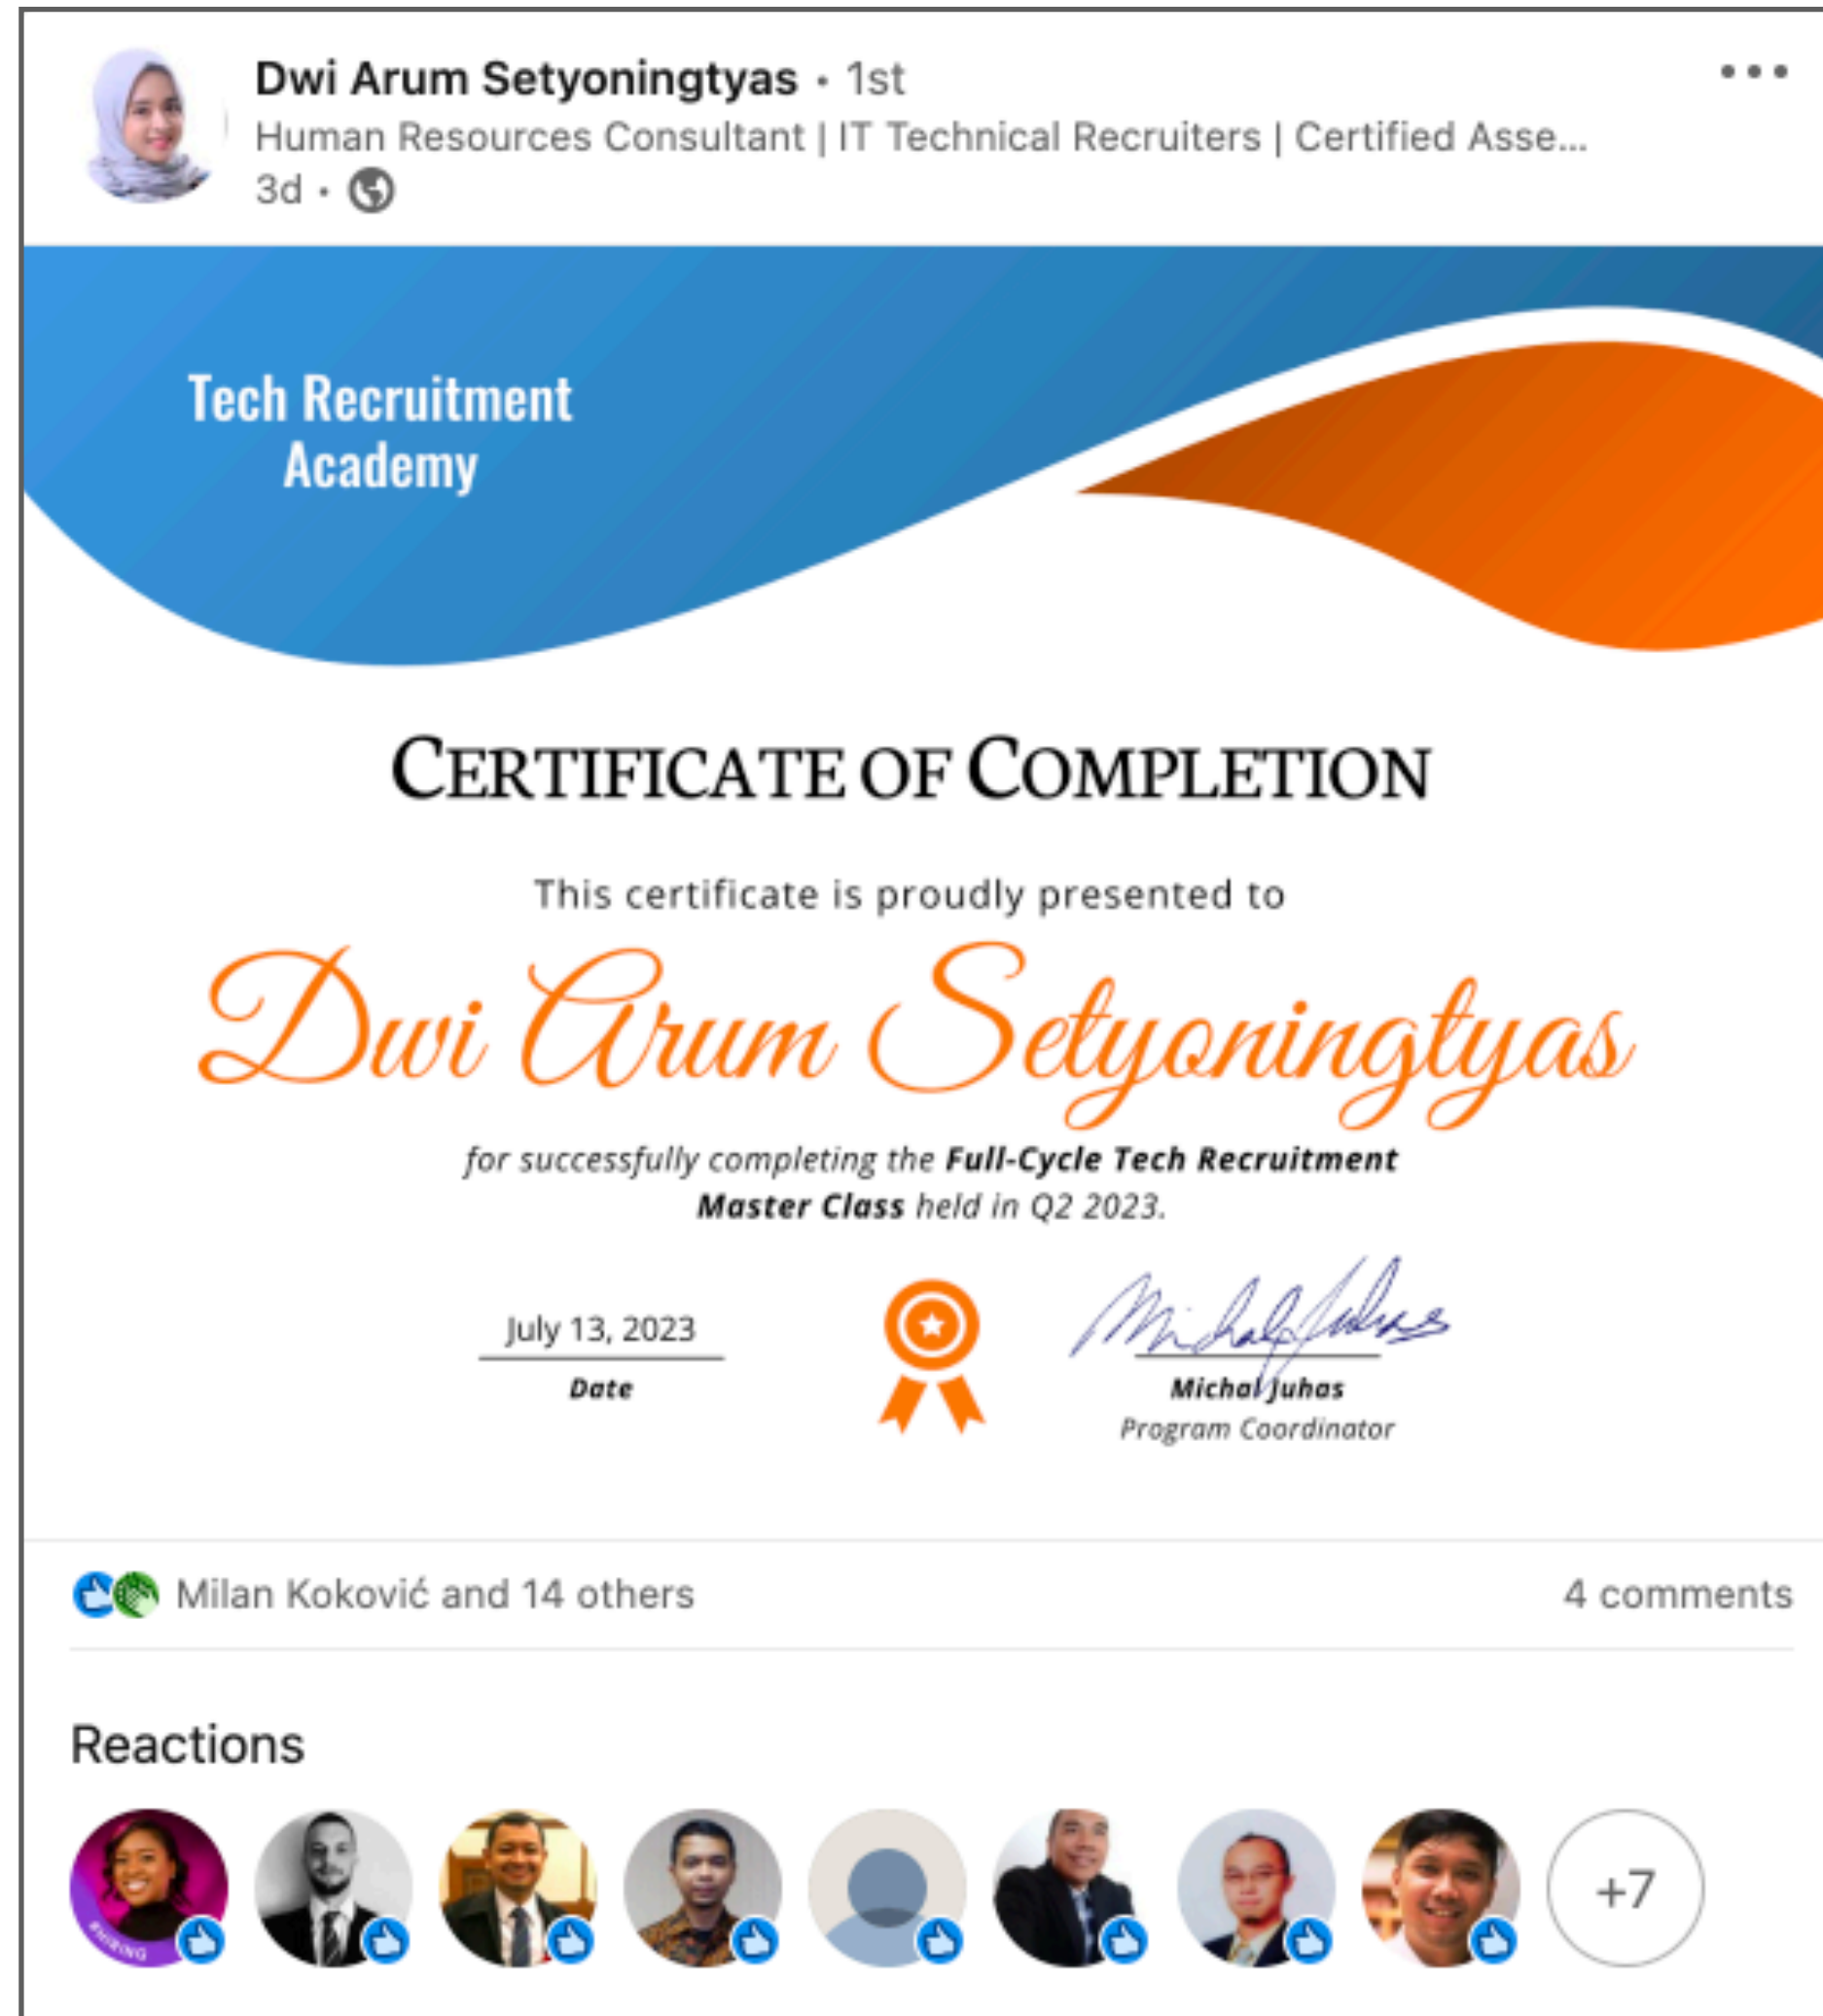 Dwi Arum Setyoningtyas • 1st
Human Resources Consultant | IT Technical Recruiters | Certified Asse...
3d •
Tech Recruitment
Academy
CERTIFICATE OF COMPLETION
This certificate is proudly presented to
Dwi Arum Setyoningtyas
for successfully completing the Full-Cycle Tech Recruitment
Master Class held in Q2 2023.
July 13, 2023
Date
Michal Juhas
Michal Juhas
Program Coordinator
Milan Koković and 14 others
4 comments
Reactions
#HIRING
+7